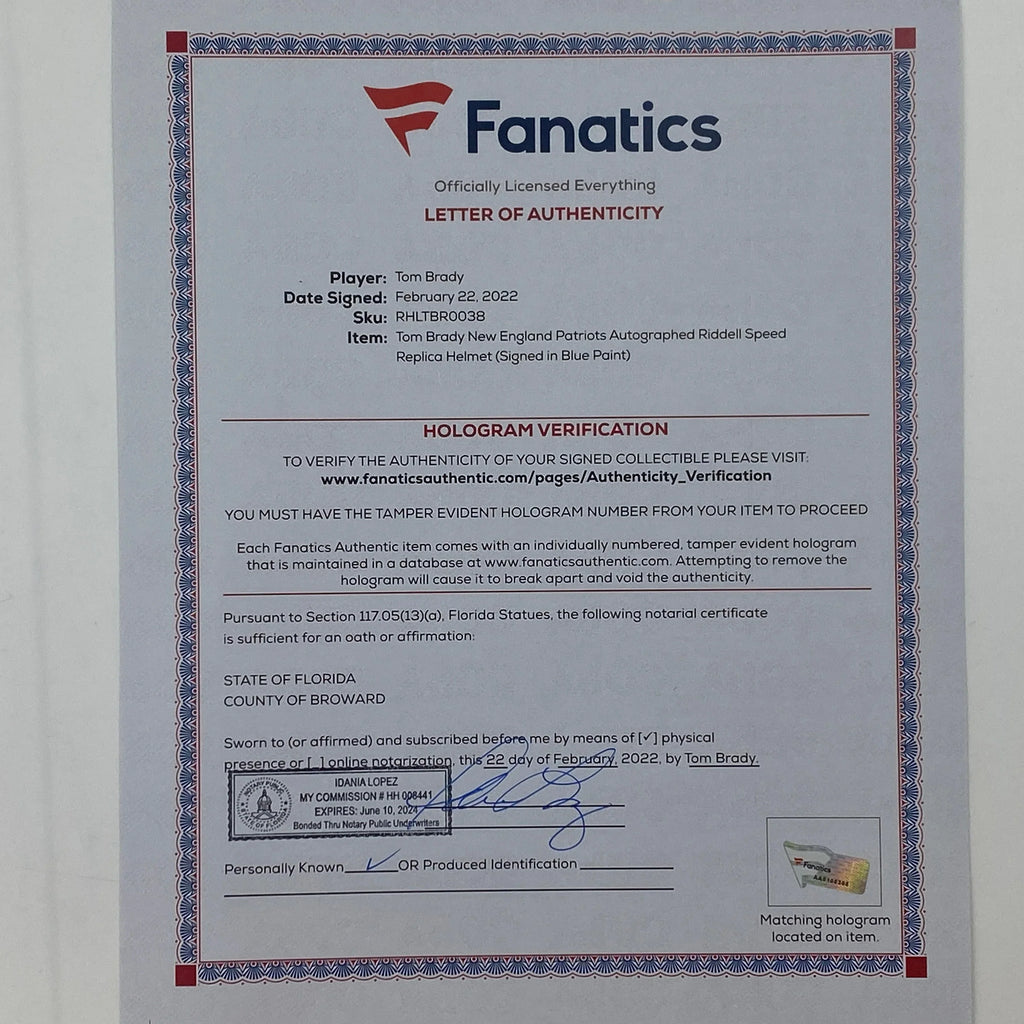 Fanatics
Officially Licensed Everything
LETTER OF AUTHENTICITY
Player: Tom Brady
Date Signed: February 22, 2022
Sku: RHLTBR0038
Item: Tom Brady New England Patriots Autographed Riddell Speed
Replica Helmet (Signed in Blue Paint)
HOLOGRAM VERIFICATION
TO VERIFY THE AUTHENTICITY OF YOUR SIGNED COLLECTIBLE PLEASE VISIT:
www.fanaticsauthentic.com/pages/Authenticity_Verification
YOU MUST HAVE THE TAMPER EVIDENT HOLOGRAM NUMBER FROM YOUR ITEM TO PROCEED
Each Fanatics Authentic item comes with an individually numbered, tamper evident hologram
that is maintained in a database at www.fanaticsauthentic.com. Attempting to remove the
hologram will cause it to break apart and void the authenticity.
Pursuant to Section 117.05(13)(a), Florida Statues, the following notarial certificate
is sufficient for an oath or affirmation:
STATE OF FLORIDA
COUNTY OF BROWARD
Sworn to (or affirmed) and subscribed before me by means of [✓] physical
presence or [ ] online notarization, this 22 day of February, 2022, by Tom Brady.
NOTARY PUBLIC
STATE OF FLORIDA
IDANIA LOPEZ
MY COMMISSION # HH 008441
EXPIRES: June 10, 2024
Bonded Thru Notary Public Underwriters
Personally Known ✓ OR Produced Identification
Fanatics
Matching hologram
located on item.